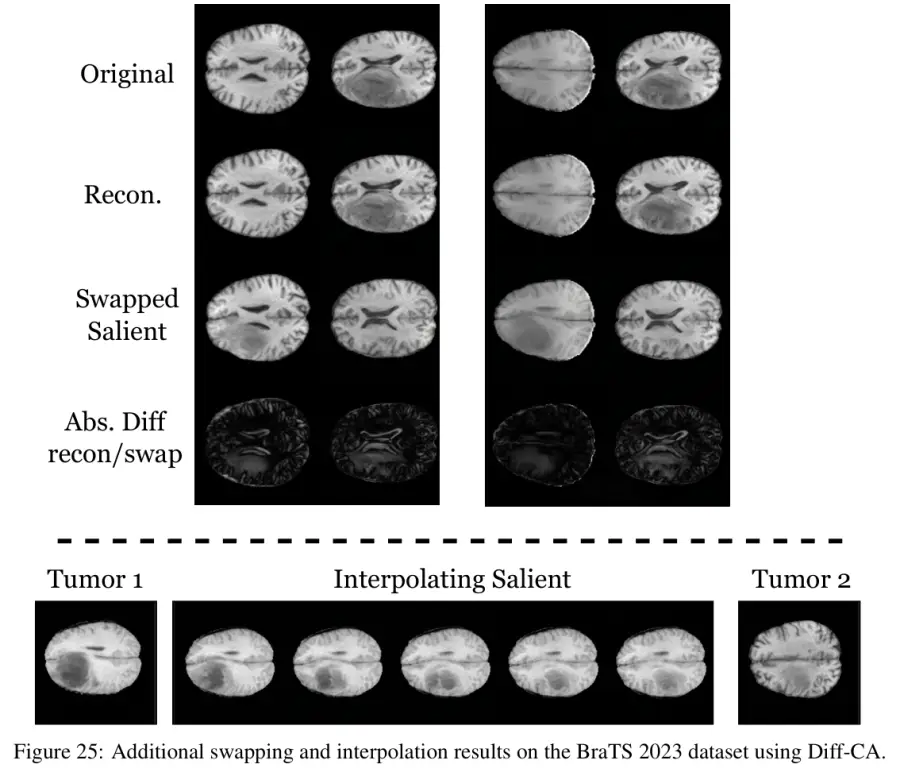 Original
Recon.
Swapped
Salient
Abs. Diff
recon/swap
Tumor 1
Interpolating Salient
Tumor 2
Figure 25: Additional swapping and interpolation results on the BraTS 2023 dataset using Diff-CA.